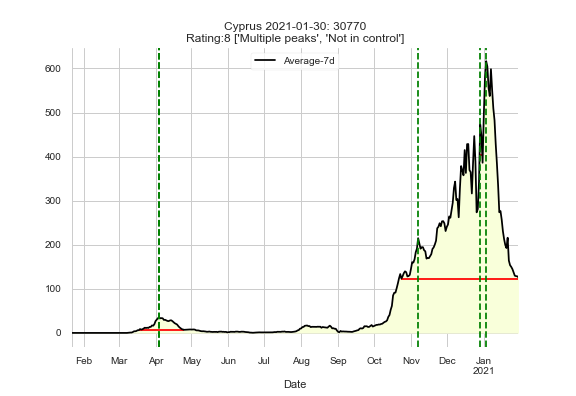 Cyprus 2021-01-30: 30770
Rating:8 ['Multiple peaks', 'Not in control']
Average-7d
600
500
400
300
200
100
0
Feb Mar Apr May Jun Jul Aug Sep Oct Nov Dec Jan
2021
Date